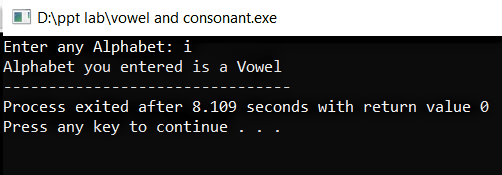 D:\ppt lab\vowel and consonant.exe
Enter any Alphabet: i
Alphabet you entered is a Vowel
--------------------------------
Process exited after 8.109 seconds with return value 0
Press any key to continue . . .